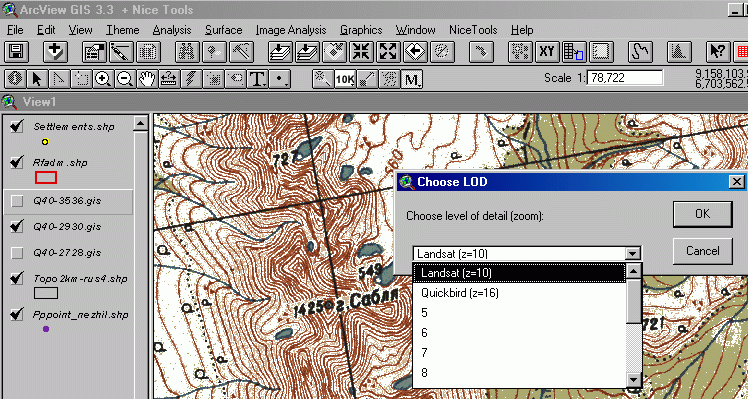 ArcView GIS 3.3 + Nice Tools
File Edit View Theme Analysis Surface Image Analysis Graphics Window NiceTools Help
XY
10K M
T
Scale 1: 78,722
9,158,103.
6,703,562.
View1
Settlements.shp
Rfadm.shp
Q40-3536.gis
Q40-2930.gis
Q40-2728.gis
Topo2km-rus4.shp
Pppoint_nezhil.shp
727
549
1425 г. Сабля
721
Choose LOD
Choose level of detail (zoom):
OK
Cancel
Landsat (z=10)
Landsat (z=10)
Quickbird (z=16)
5
6
7
8